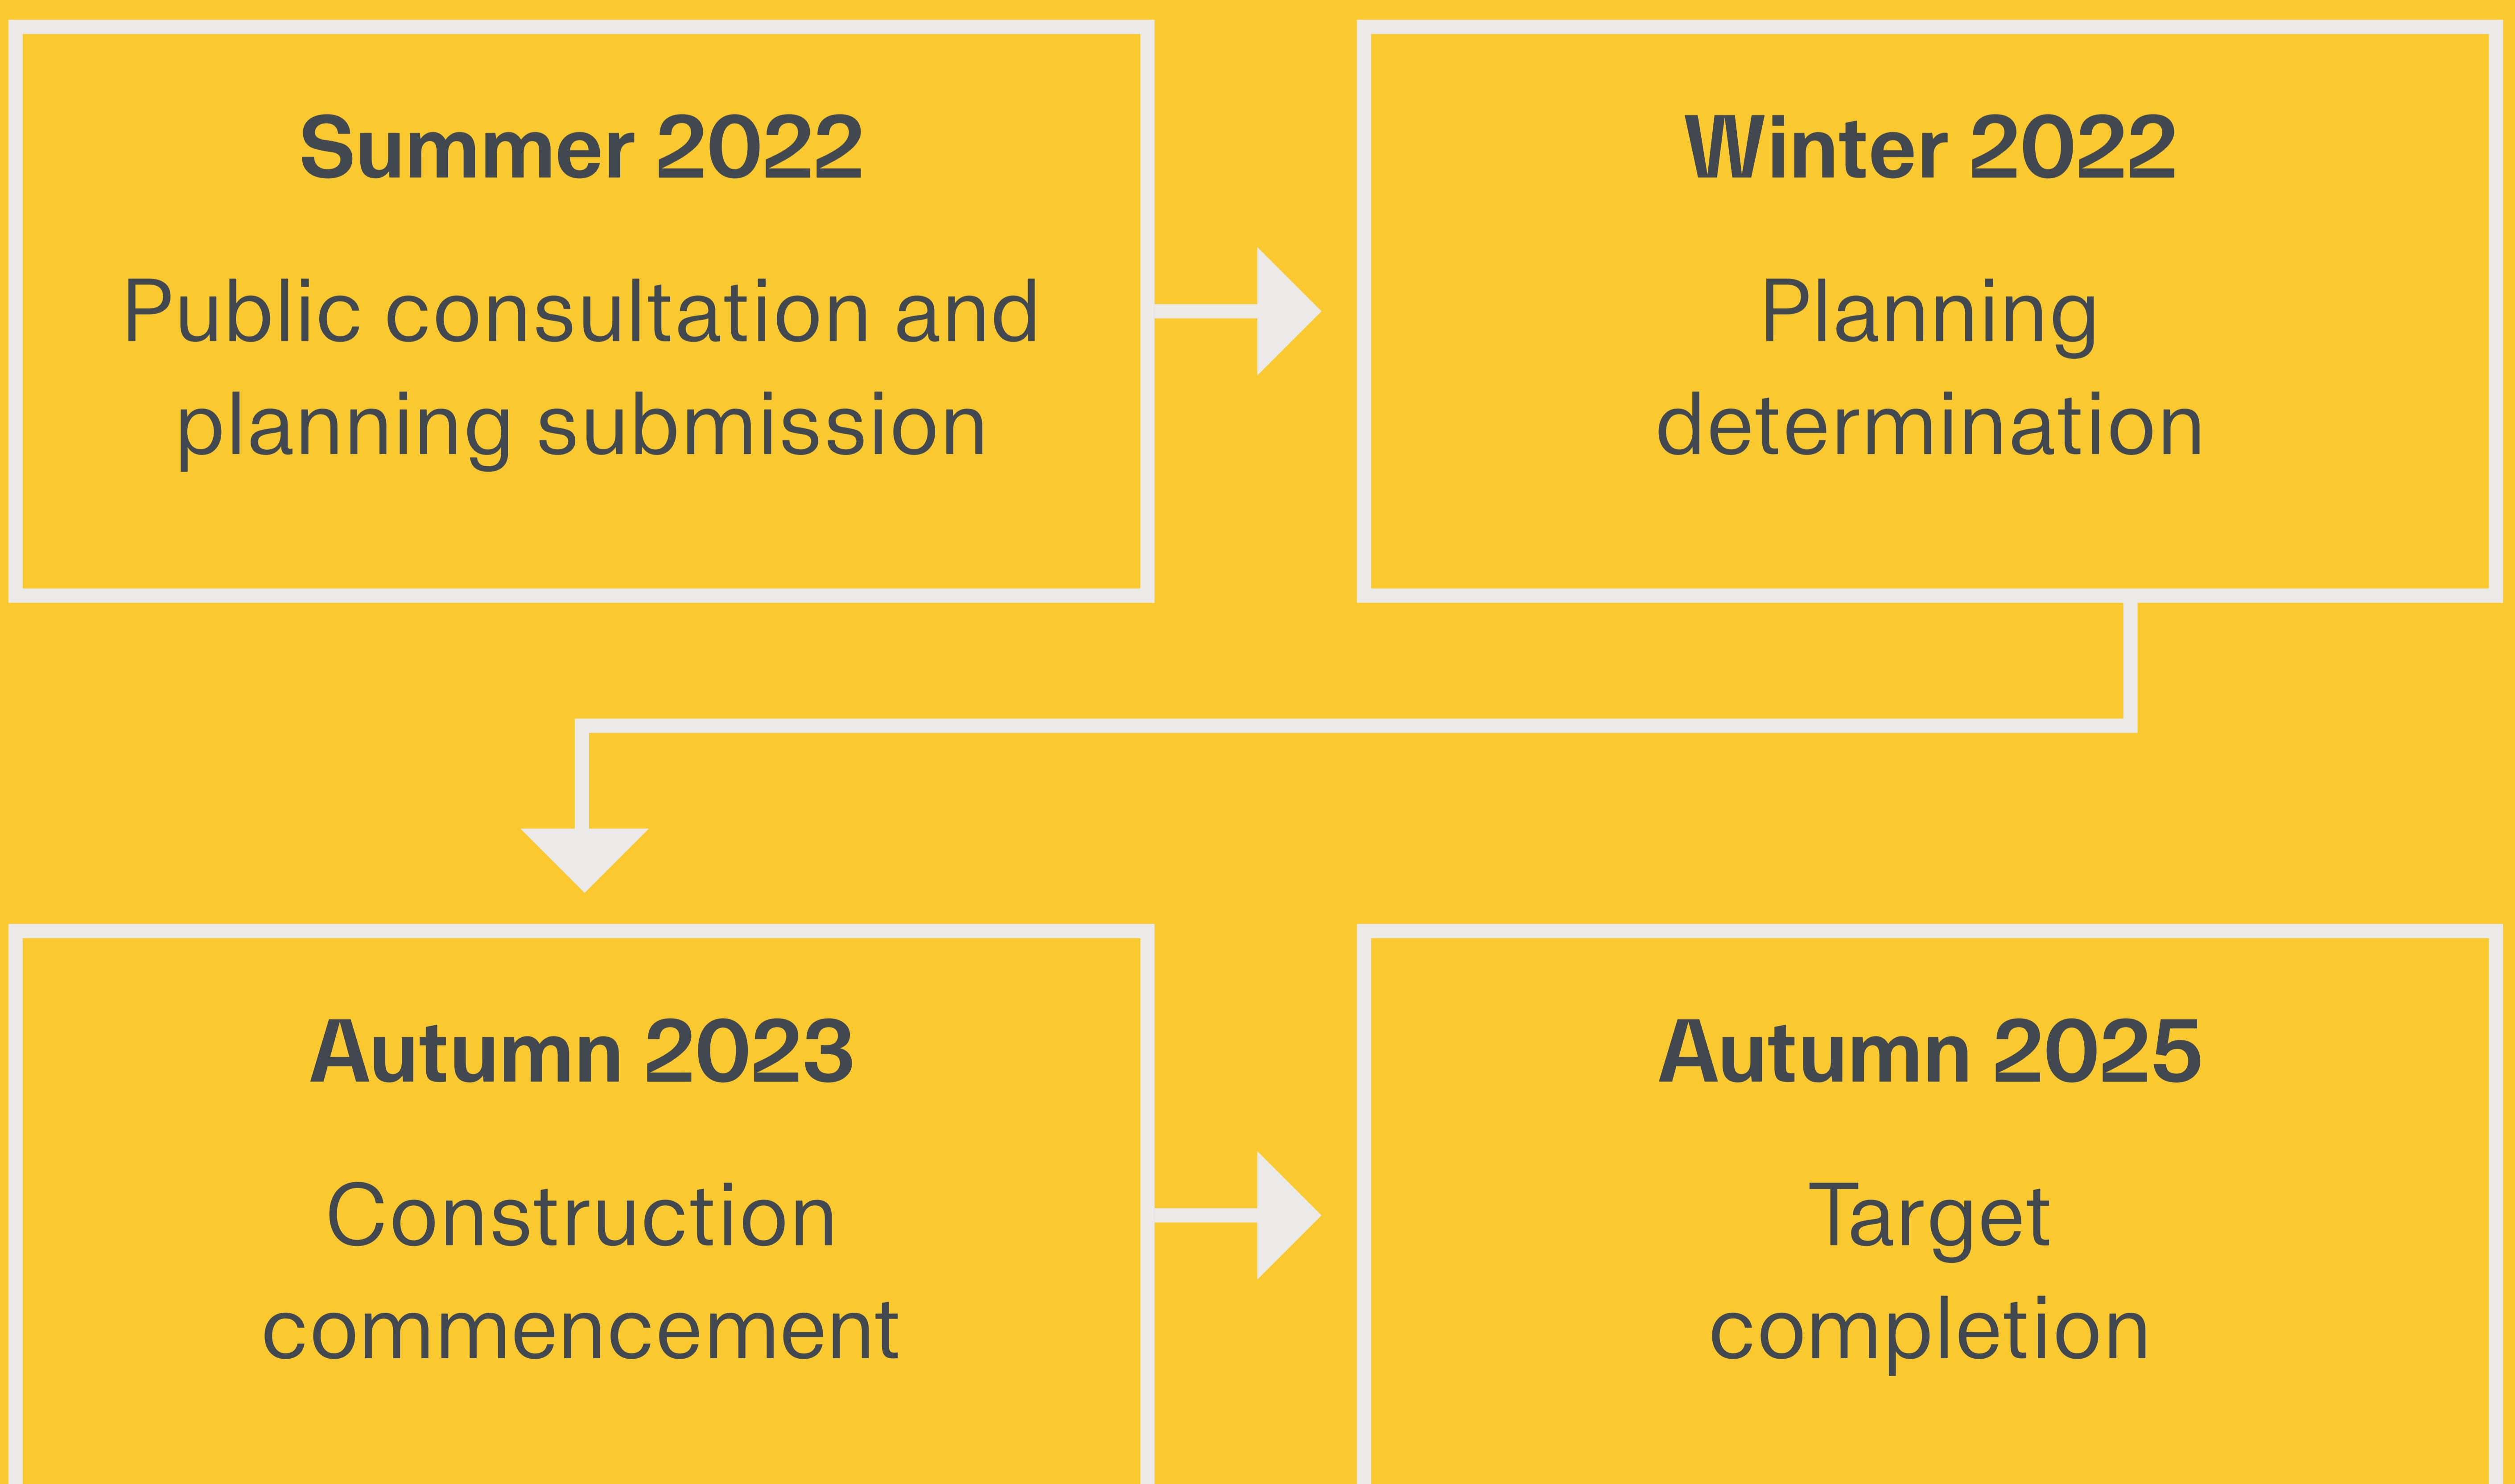 Summer 2022
Public consultation and
planning submission
Winter 2022
Planning
determination
Autumn 2023
Construction
commencement
Autumn 2025
Target
completion